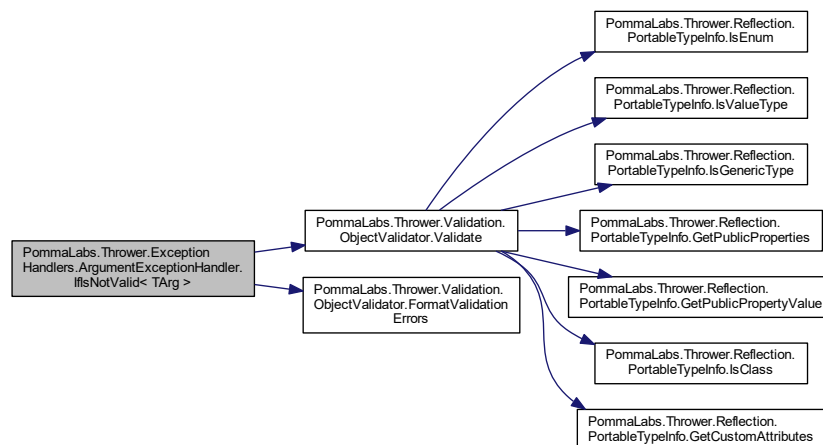 PommaLabs.Thrower.Exception
Handlers.ArgumentExceptionHandler.
IfIsNotValid< TArg >
PommaLabs.Thrower.Validation.
ObjectValidator.Validate
PommaLabs.Thrower.Validation.
ObjectValidator.FormatValidation
Errors
PommaLabs.Thrower.Reflection.
PortableTypeInfo.IsEnum
PommaLabs.Thrower.Reflection.
PortableTypeInfo.IsValueType
PommaLabs.Thrower.Reflection.
PortableTypeInfo.IsGenericType
PommaLabs.Thrower.Reflection.
PortableTypeInfo.GetPublicProperties
PommaLabs.Thrower.Reflection.
PortableTypeInfo.GetPublicPropertyValue
PommaLabs.Thrower.Reflection.
PortableTypeInfo.IsClass
PommaLabs.Thrower.Reflection.
PortableTypeInfo.GetCustomAttributes